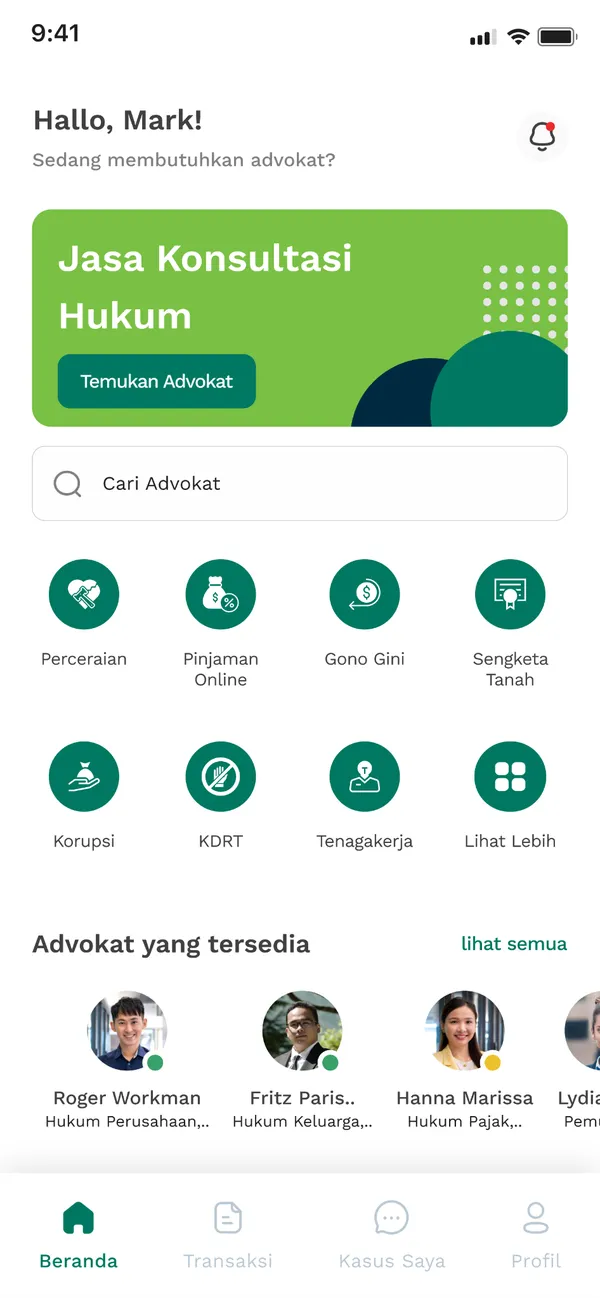 9:41
Hallo, Mark!
Sedang membutuhkan advokat?
Jasa Konsultasi
Hukum
Temukan Advokat
Cari Advokat
Perceraian
Pinjaman
Online
Gono Gini
Sengketa
Tanah
Korupsi
KDRT
Tenagakerja
Lihat Lebih
Advokat yang tersedia
lihat semua
Roger Workman
Hukum Perusahaan,..
Fritz Paris..
Hukum Keluarga,..
Hanna Marissa
Hukum Pajak,..
Lydia
Pemu
Beranda
Transaksi
Kasus Saya
Profil